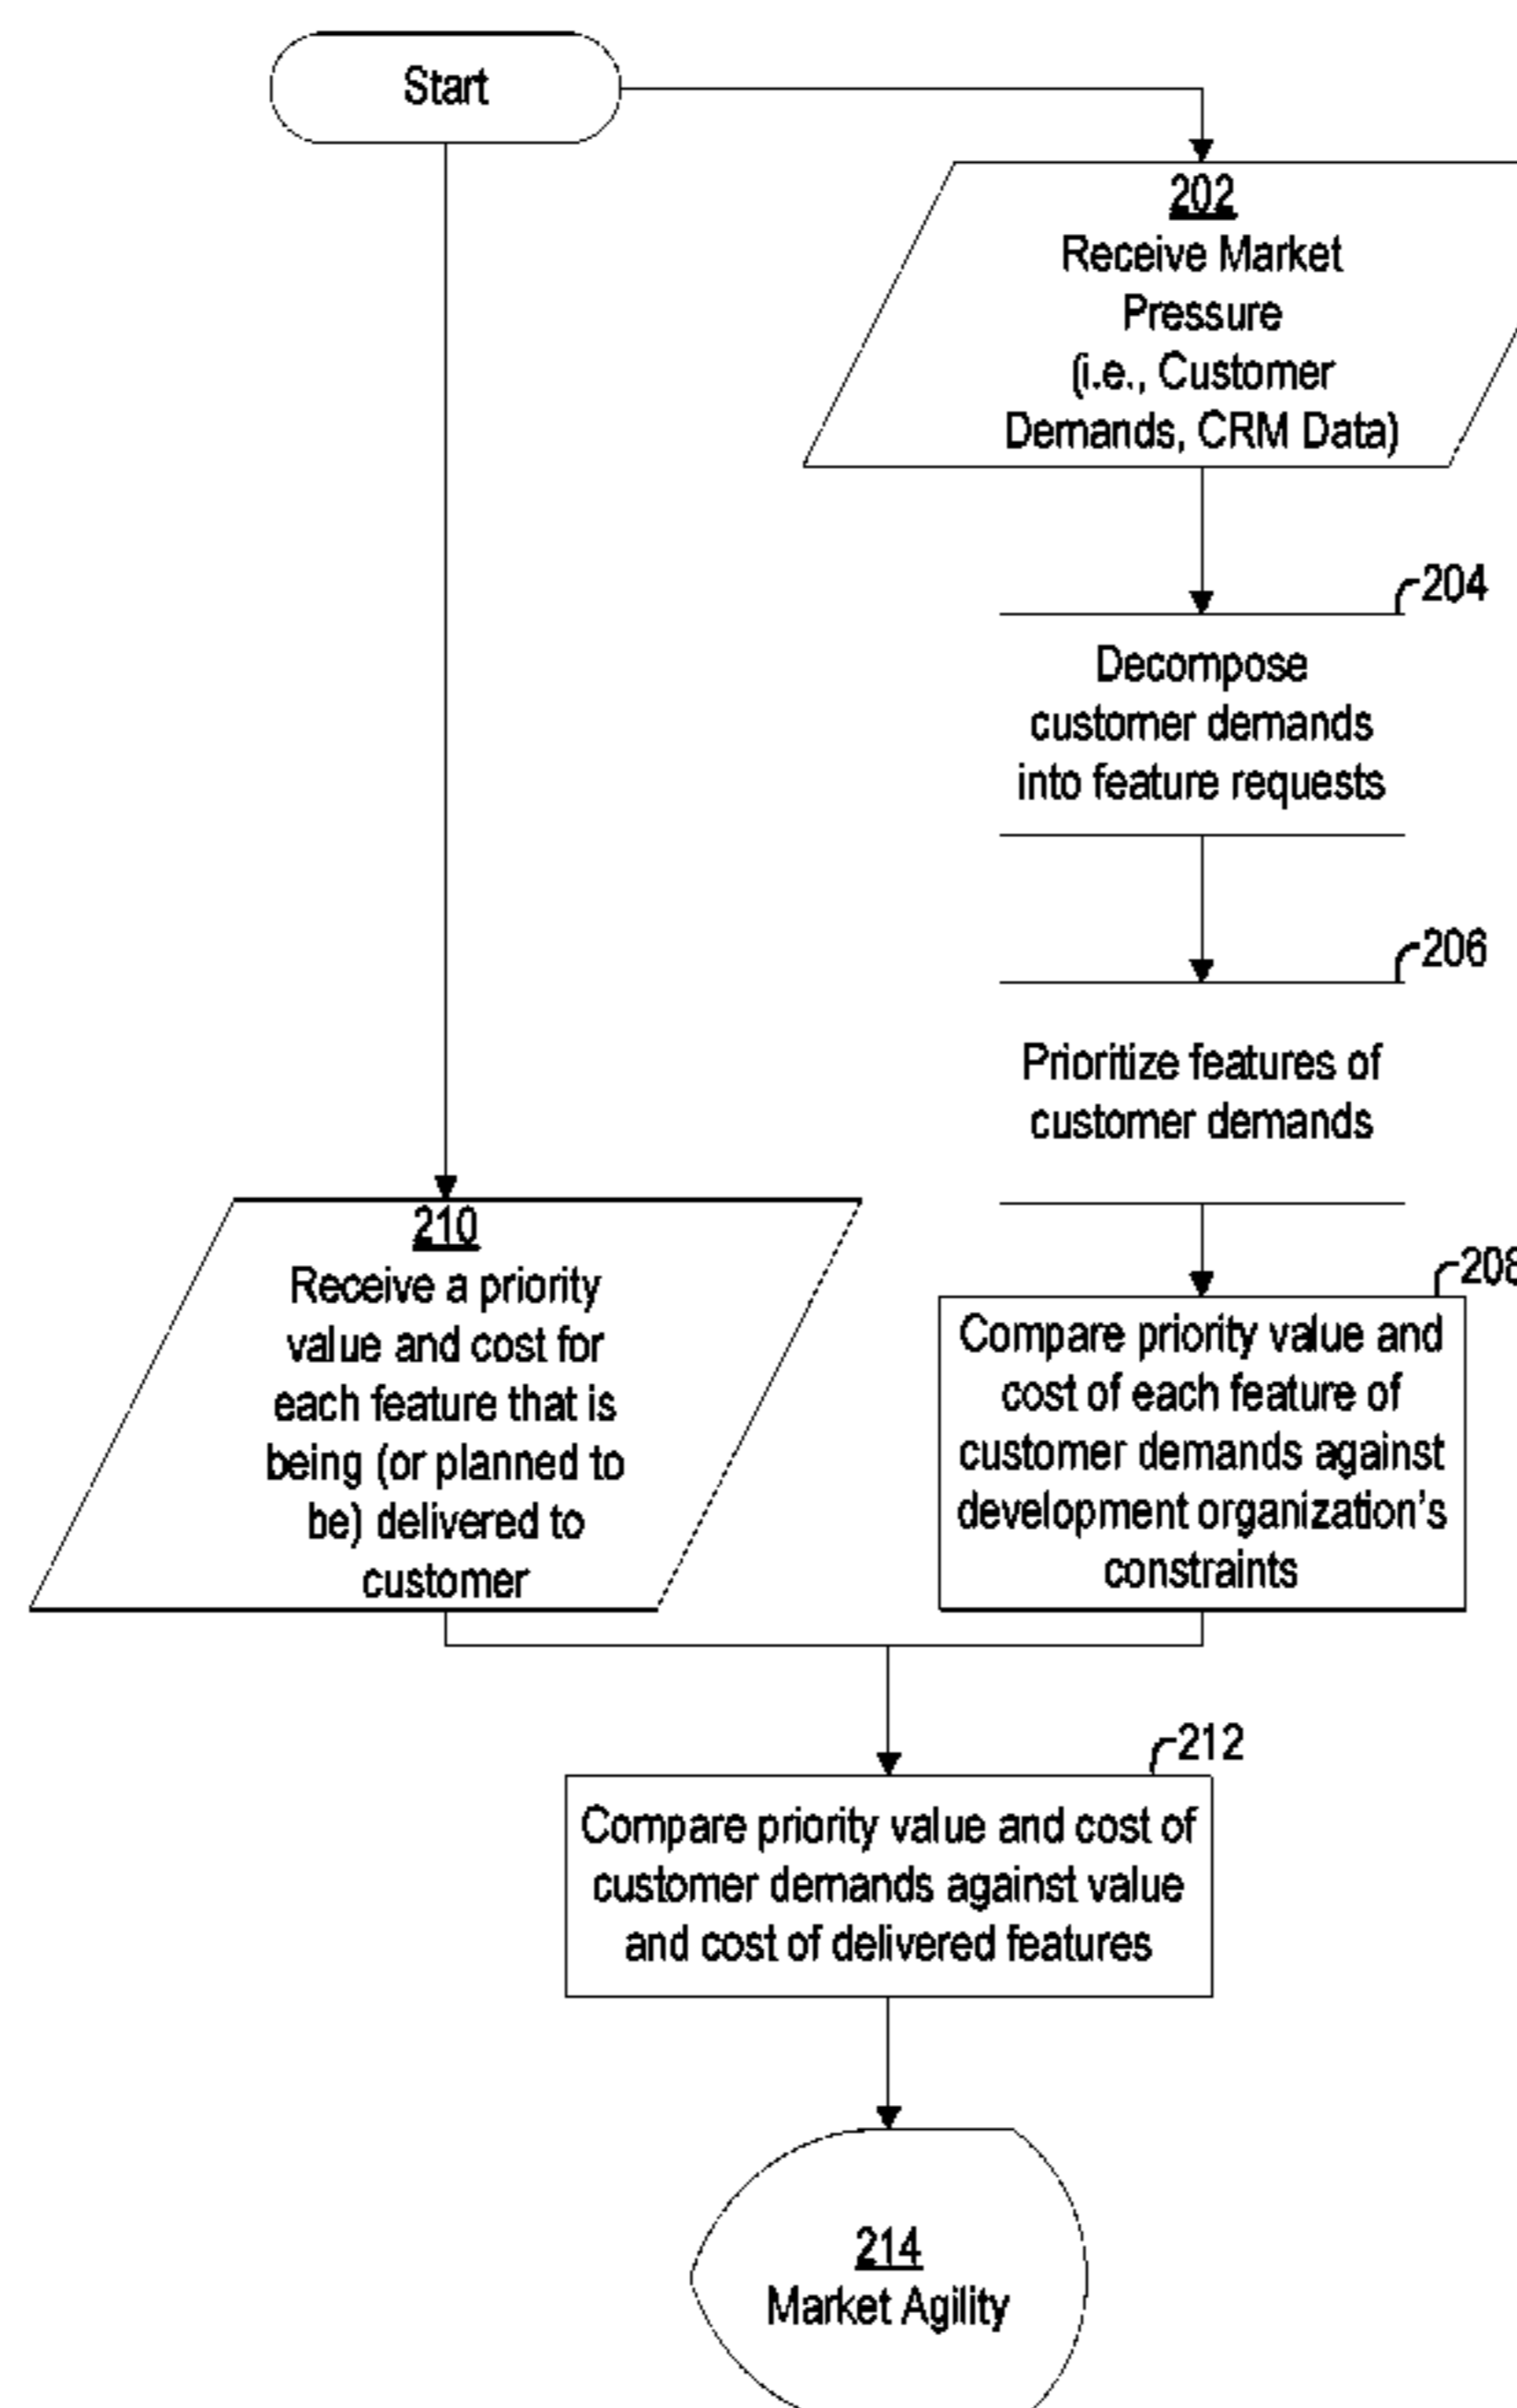 Start
202
Receive Market
Pressure
(i.e., Customer
Demands, CRM Data)
204
Decompose
customer demands
into feature requests
206
Prioritize features of
customer demands
210
Receive a priority
value and cost for
each feature that is
being (or planned to
be) delivered to
customer
208
Compare priority value and
cost of each feature of
customer demands against
development organization's
constraints
212
Compare priority value and cost of
customer demands against value
and cost of delivered features
214
Market Agility